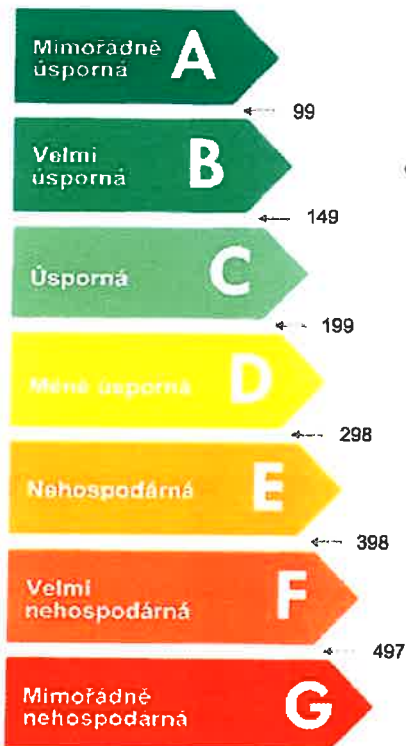 Mimořádně
úsporná
A
99
Velmi
úsporná
B
149
Úsporná
C
199
Méně úsporná
D
298
Nehospodárná
E
398
Velmi
nehospodárná
F
497
Mimořádně
nehospodárná
G